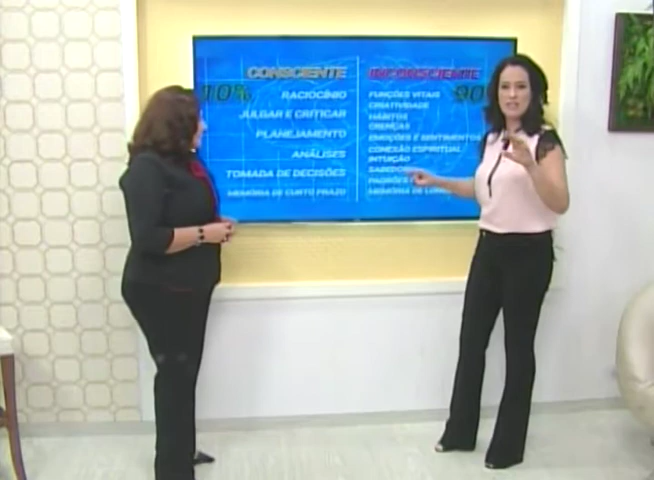 CONSCIENTE
10%
RACIOCÍNIO
JULGAR E CRITICAR
PLANEJAMENTO
ANÁLISES
TOMADA DE DECISÕES
MEMÓRIA DE CURTO PRAZO
INCONSCIENTE
90
FUNÇÕES VITAIS
CRIATIVIDADE
HÁBITOS
CRENÇAS
EMOÇÕES E SENTIMENTOS
CONEXÃO ESPIRITUAL
INTUIÇÃO
PADRÕES
MEMÓRIA DE